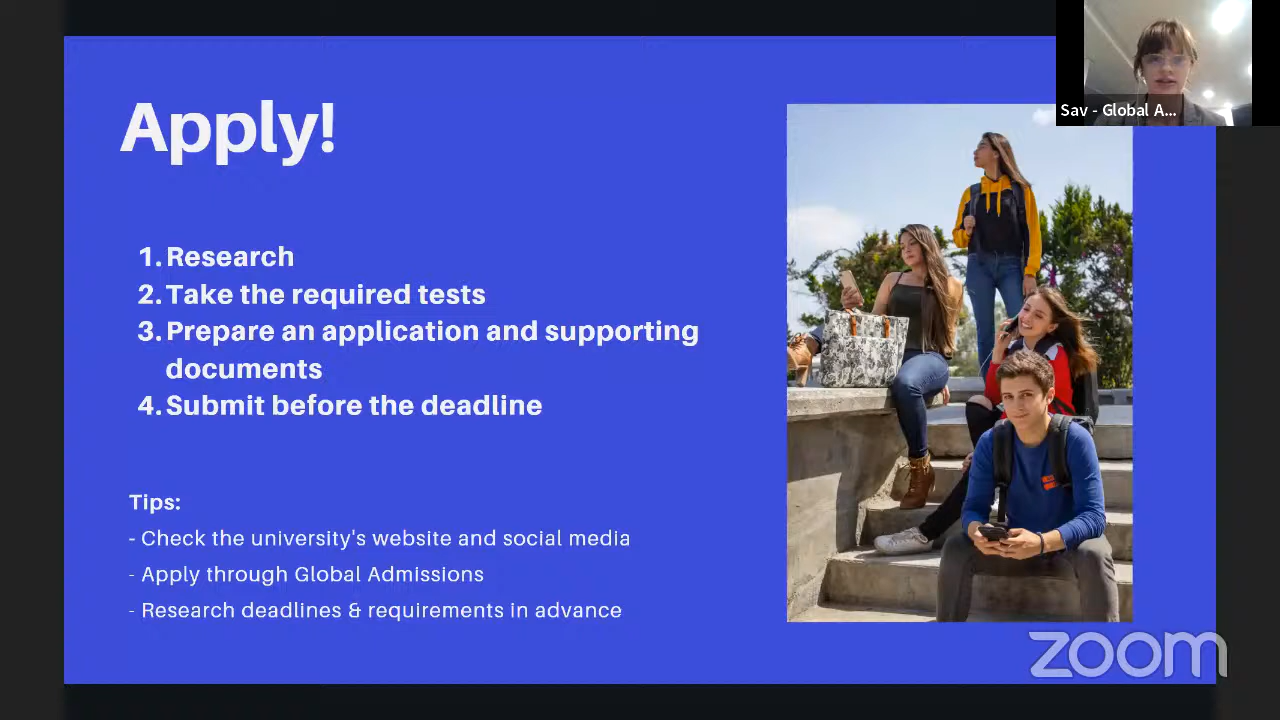 Apply!
1. Research
2. Take the required tests
3. Prepare an application and supporting
documents
4. Submit before the deadline
Tips:
- Check the university's website and social media
- Apply through Global Admissions
- Research deadlines & requirements in advance
Sav - Global A...
zoom